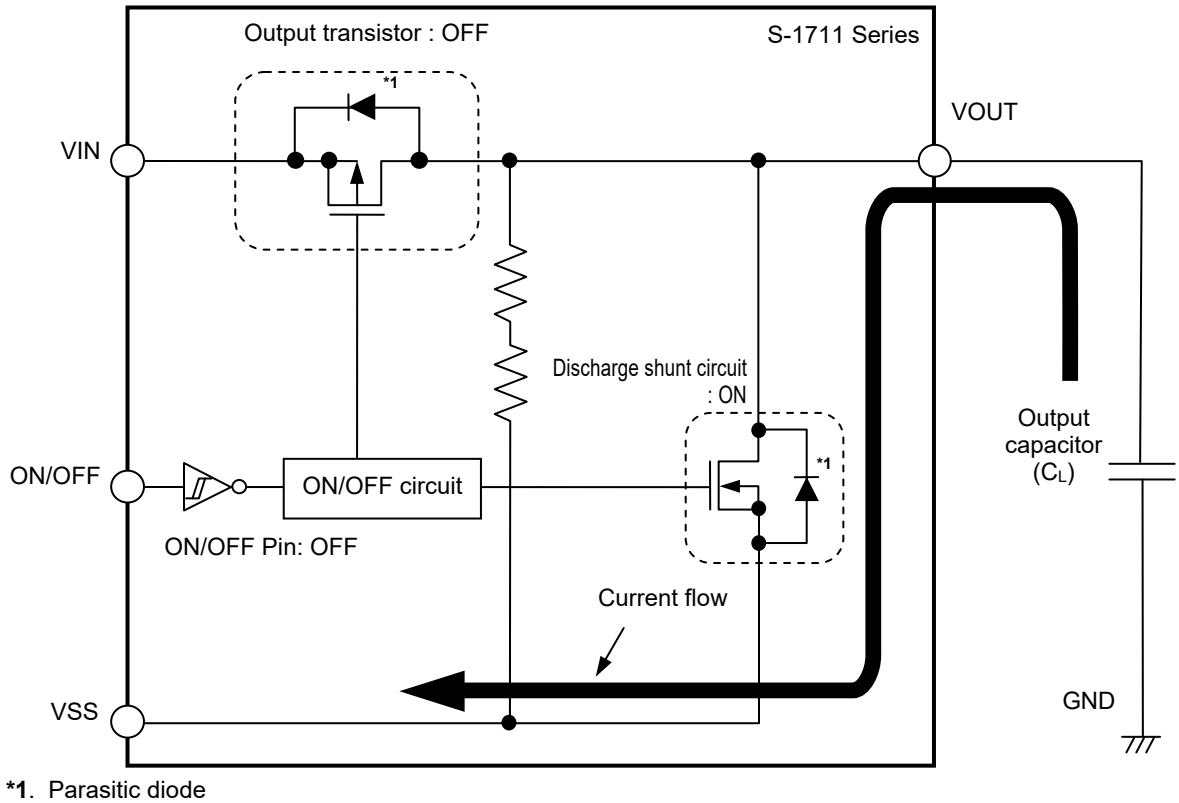 Output transistor : OFF
S-1711 Series
*1
VOUT
VIN
Discharge shunt circuit
: ON
Output
capacitor
(CL)
ON/OFF
ON/OFF circuit
*1
ON/OFF Pin: OFF
Current flow
VSS
GND
*1. Parasitic diode